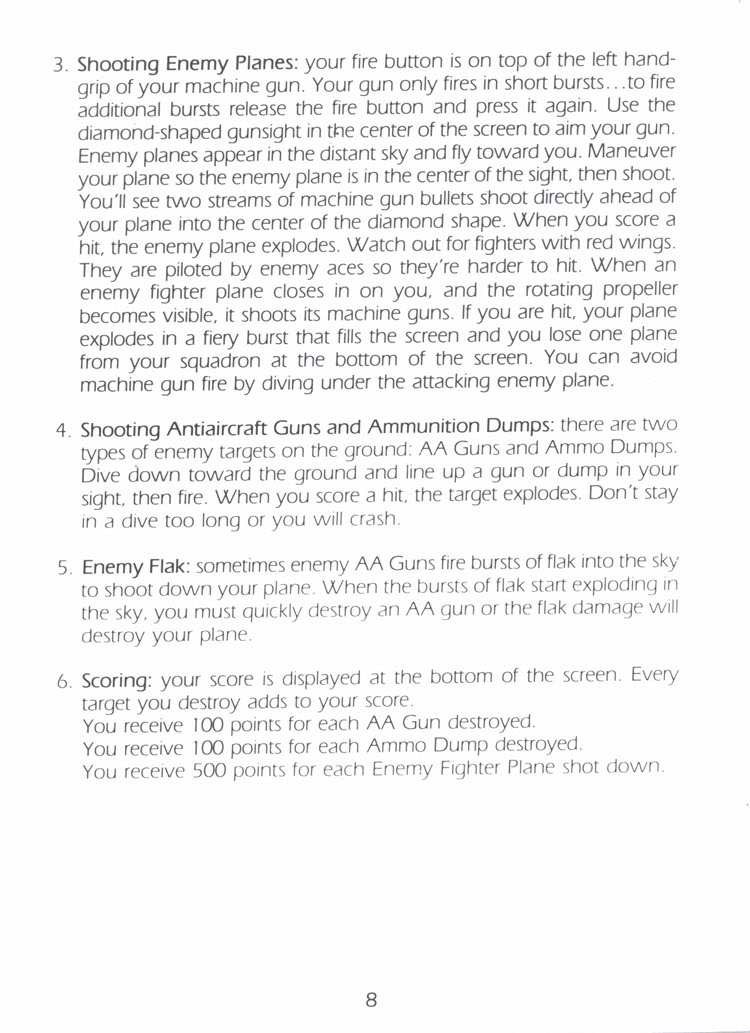 3. Shooting Enemy Planes: your fire button is on top of the left hand-
grip of your machine gun. Your gun only fires in short bursts...to fire
additional bursts release the fire button and press it again. Use the
diamond-shaped gunsight in the center of the screen to aim your gun.
Enemy planes appear in the distant sky and fly toward you. Maneuver
your plane so the enemy plane is in the center of the sight, then shoot.
You'll see two streams of machine gun bullets shoot directly ahead of
your plane into the center of the diamond shape. When you score a
hit, the enemy plane explodes. Watch out for fighters with red wings.
They are piloted by enemy aces so they're harder to hit. When an
enemy fighter plane closes in on you, and the rotating propeller
becomes visible, it shoots its machine guns. If you are hit, your plane
explodes in a fiery burst that fills the screen and you lose one plane
from your squadron at the bottom of the screen. You can avoid
machine gun fire by diving under the attacking enemy plane.
4. Shooting Antiaircraft Guns and Ammunition Dumps: there are two
types of enemy targets on the ground: AA Guns and Ammo Dumps.
Dive down toward the ground and line up a gun or dump in your
sight, then fire. When you score a hit, the target explodes. Don't stay
in a dive too long or you will crash.
5. Enemy Flak: sometimes enemy AA Guns fire bursts of flak into the sky
to shoot down your plane. When the bursts of flak start exploding in
the sky, you must quickly destroy an AA gun or the flak damage will
destroy your plane.
6. Scoring: your score is displayed at the bottom of the screen. Every
target you destroy adds to your score.
You receive 100 points for each AA Gun destroyed.
You receive 100 points for each Ammo Dump destroyed.
You receive 500 points for each Enemy Fighter Plane shot down.
8